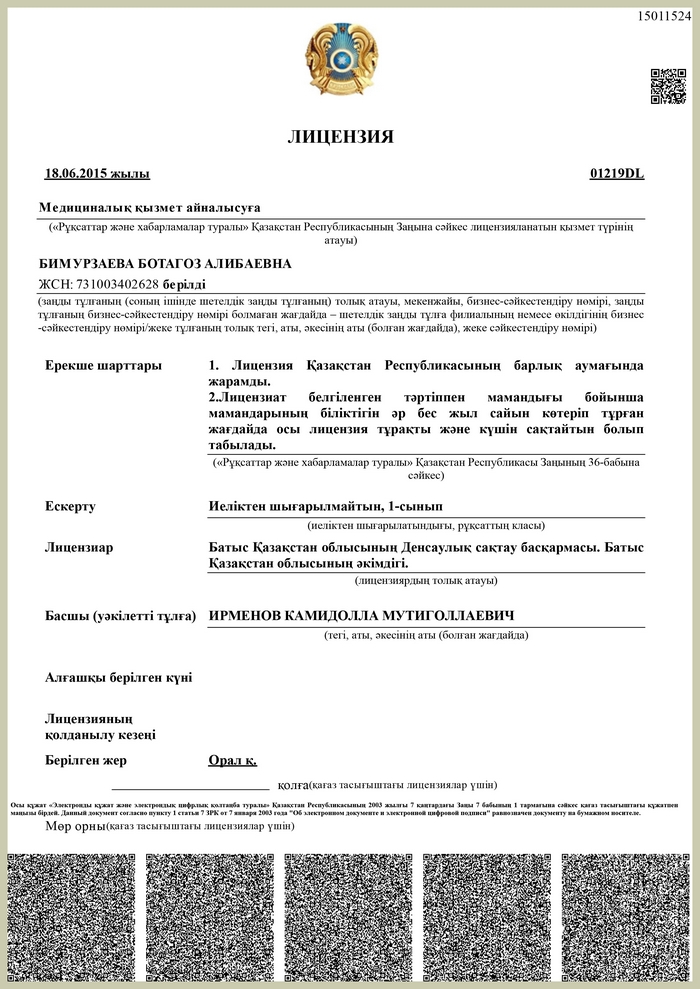 15011524
ЛИЦЕНЗИЯ
18.06.2015 жылы
01219DL
Медициналық қызмет айналысуға
(«Рұқсаттар және хабарламалар туралы» Қазақстан Республикасының Заңына сәйкес лицензияланатын қызмет түрінің
атауы)
БИМУРЗАЕВА БОТАГОЗ АЛИБАЕВНА
ЖСН: 731003402628 берілді
(заңды тұлғаның (соның ішінде шетелдік заңды тұлғаның) толық атауы, мекенжайы, бизнес-сәйкестендіру нөмірі, заңды
тұлғаның бизнес-сәйкестендіру нөмірі болмаған жағдайда – шетелдік заңды тұлға филиалының немесе өкілдігінің бизнес
-сәйкестендіру нөмірі/жеке тұлғаның толық тегі, аты, әкесінің аты (болған жағдайда), жеке сәйкестендіру нөмірі)
Ерекше шарттары
1. Лицензия Қазақстан Республикасының барлық аумағында
жарамды.
2.Лицензиат белгіленген тәртіппен мамандығы бойынша
мамандарының біліктігін әр бес жыл сайын көтеріп тұрған
жағдайда осы лицензия тұрақты және күшін сақтайтын болып
табылады.
(«Рұқсаттар және хабарламалар туралы» Қазақстан Республикасы Заңының 36-бабына
сәйкес)
Ескерту
Иеліктен шығарылмайтын, 1-сынып
(иеліктен шығарылатындығы, рұқсаттың класы)
Лицензиар
Батыс Қазақстан облысының Денсаулық сақтау басқармасы. Батыс
Қазақстан облысының әкімдігі.
(лицензиярдың толық атауы)
Басшы (уәкілетті тұлға)
ИРМЕНОВ КАМИДОЛЛА МУТИГОЛЛАЕВИЧ
(тегі, аты, әкесінің аты (болған жағдайда)
Алғашқы берілген күні
Лицензияның
қолданылу кезеңі
Берілген жер
Орал қ.
қолға(қағаз тасығыштағы лицензиялар үшін)
Осы құжат «Электронды құжат және электрондық цифрлық қолтаңба туралы» Қазақстан Республикасының 2003 жылғы 7 қаңтардағы Заңы 7 бабының 1 тармағына сәйкес қағаз тасығыштағы құжатпен
маңызы бірдей. Данный документ согласно пункту 1 статьи 7 ЗРК от 7 января 2003 года "Об электронном документе и электронной цифровой подписи" равнозначен документу на бумажном носителе.
Мөр орны(қағаз тасығыштағы лицензиялар үшін)